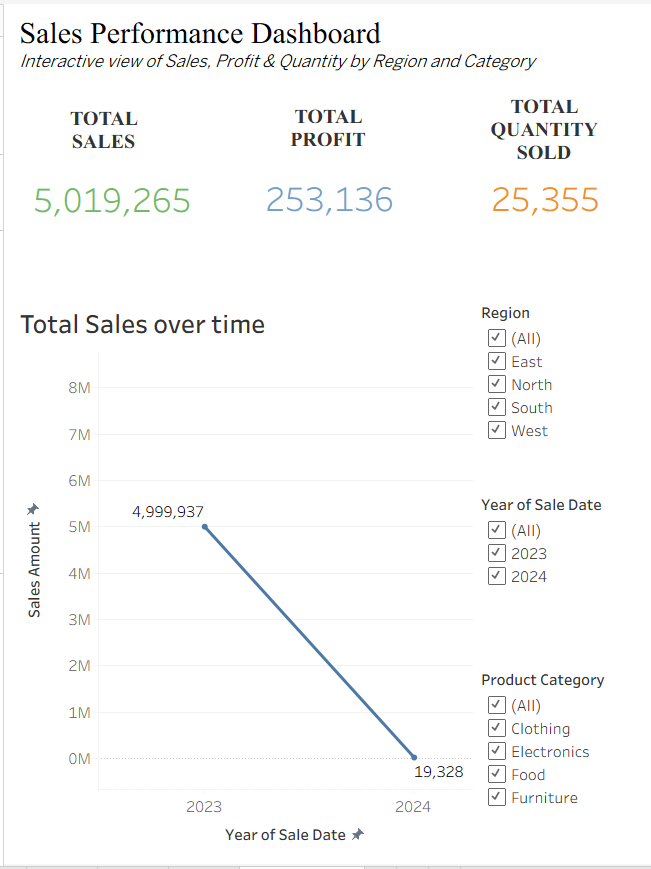 Sales Performance Dashboard
Interactive view of Sales, Profit & Quantity by Region and Category
TOTAL
SALES
5,019,265
TOTAL
PROFIT
253,136
TOTAL
QUANTITY
SOLD
25,355
Total Sales over time
Sales Amount
8M
7M
6M
5M
4M
3M
2M
1M
0M
4,999,937
19,328
2023
2024
Year of Sale Date
Region
(All)
East
North
South
West
Year of Sale Date
(All)
2023
2024
Product Category
(All)
Clothing
Electronics
Food
Furniture